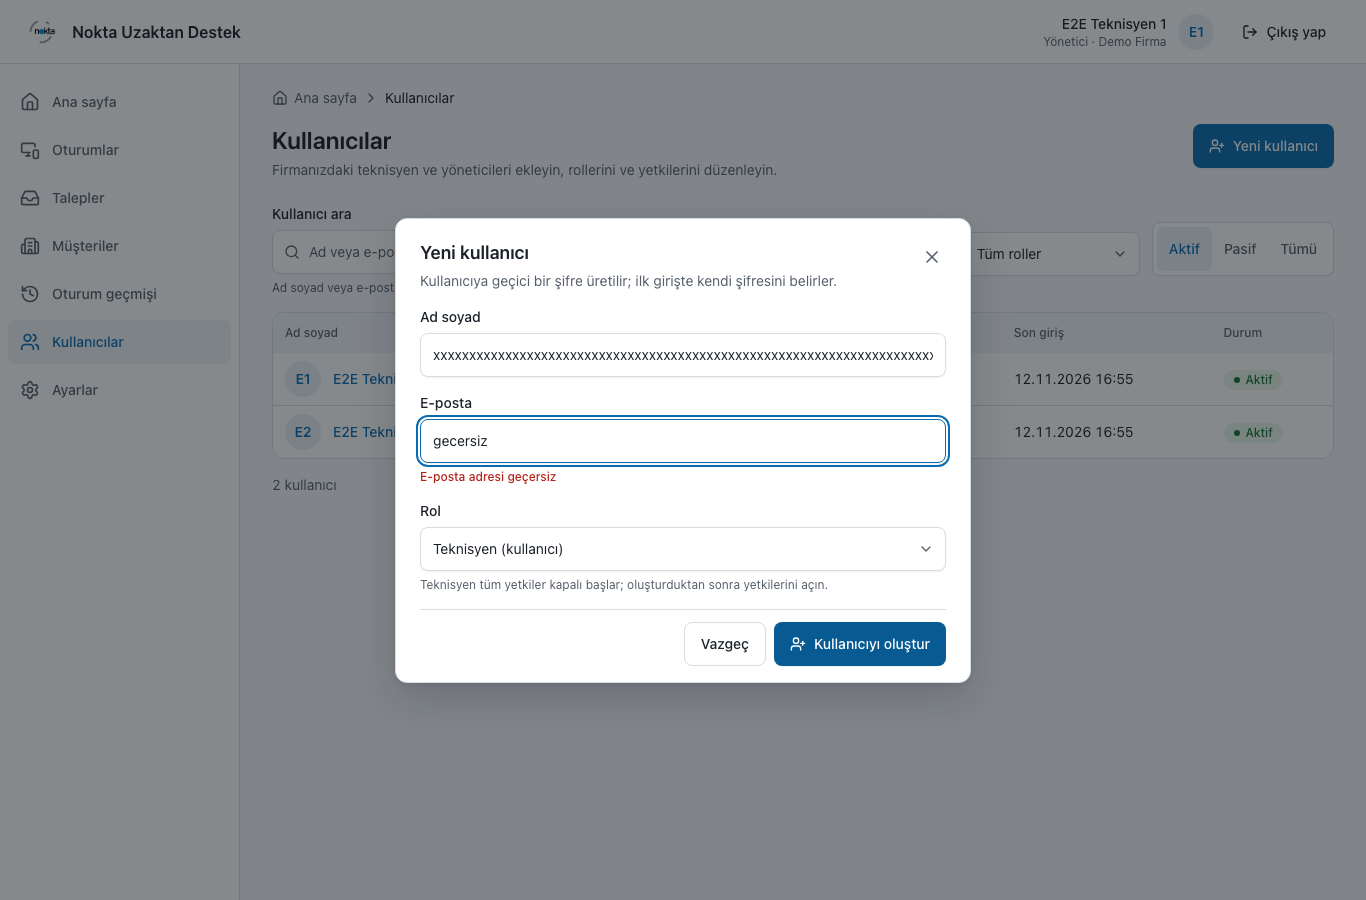 nokta
Nokta Uzaktan Destek
E2E Teknisyen 1
Yönetici · Demo Firma
E1
Çıkış yap
Ana sayfa
Oturumlar
Talepler
Müşteriler
Oturum geçmişi
Kullanıcılar
Ayarlar
Ana sayfa > Kullanıcılar
Kullanıcılar
Firmanızdaki teknisyen ve yöneticileri ekleyin, rollerini ve yetkilerini düzenleyin.
Yeni kullanıcı
Kullanıcı ara
Ad veya e-po
Ad soyad veya e-post
Tüm roller
Aktif Pasif Tümü
Ad soyad Son giriş Durum
E1 E2E Tekni 12.11.2026 16:55 Aktif
E2 E2E Tekni 12.11.2026 16:55 Aktif
2 kullanıcı
Yeni kullanıcı
Kullanıcıya geçici bir şifre üretilir; ilk girişte kendi şifresini belirler.
Ad soyad
xxxxxxxxxxxxxxxxxxxxxxxxxxxxxxxxxxxxxxxxxxxxxxxxxxxxxxxxxxxxxxxxxxxxxx
E-posta
gecersiz
E-posta adresi geçersiz
Rol
Teknisyen (kullanıcı)
Teknisyen tüm yetkiler kapalı başlar; oluşturduktan sonra yetkilerini açın.
Vazgeç
Kullanıcıyı oluştur